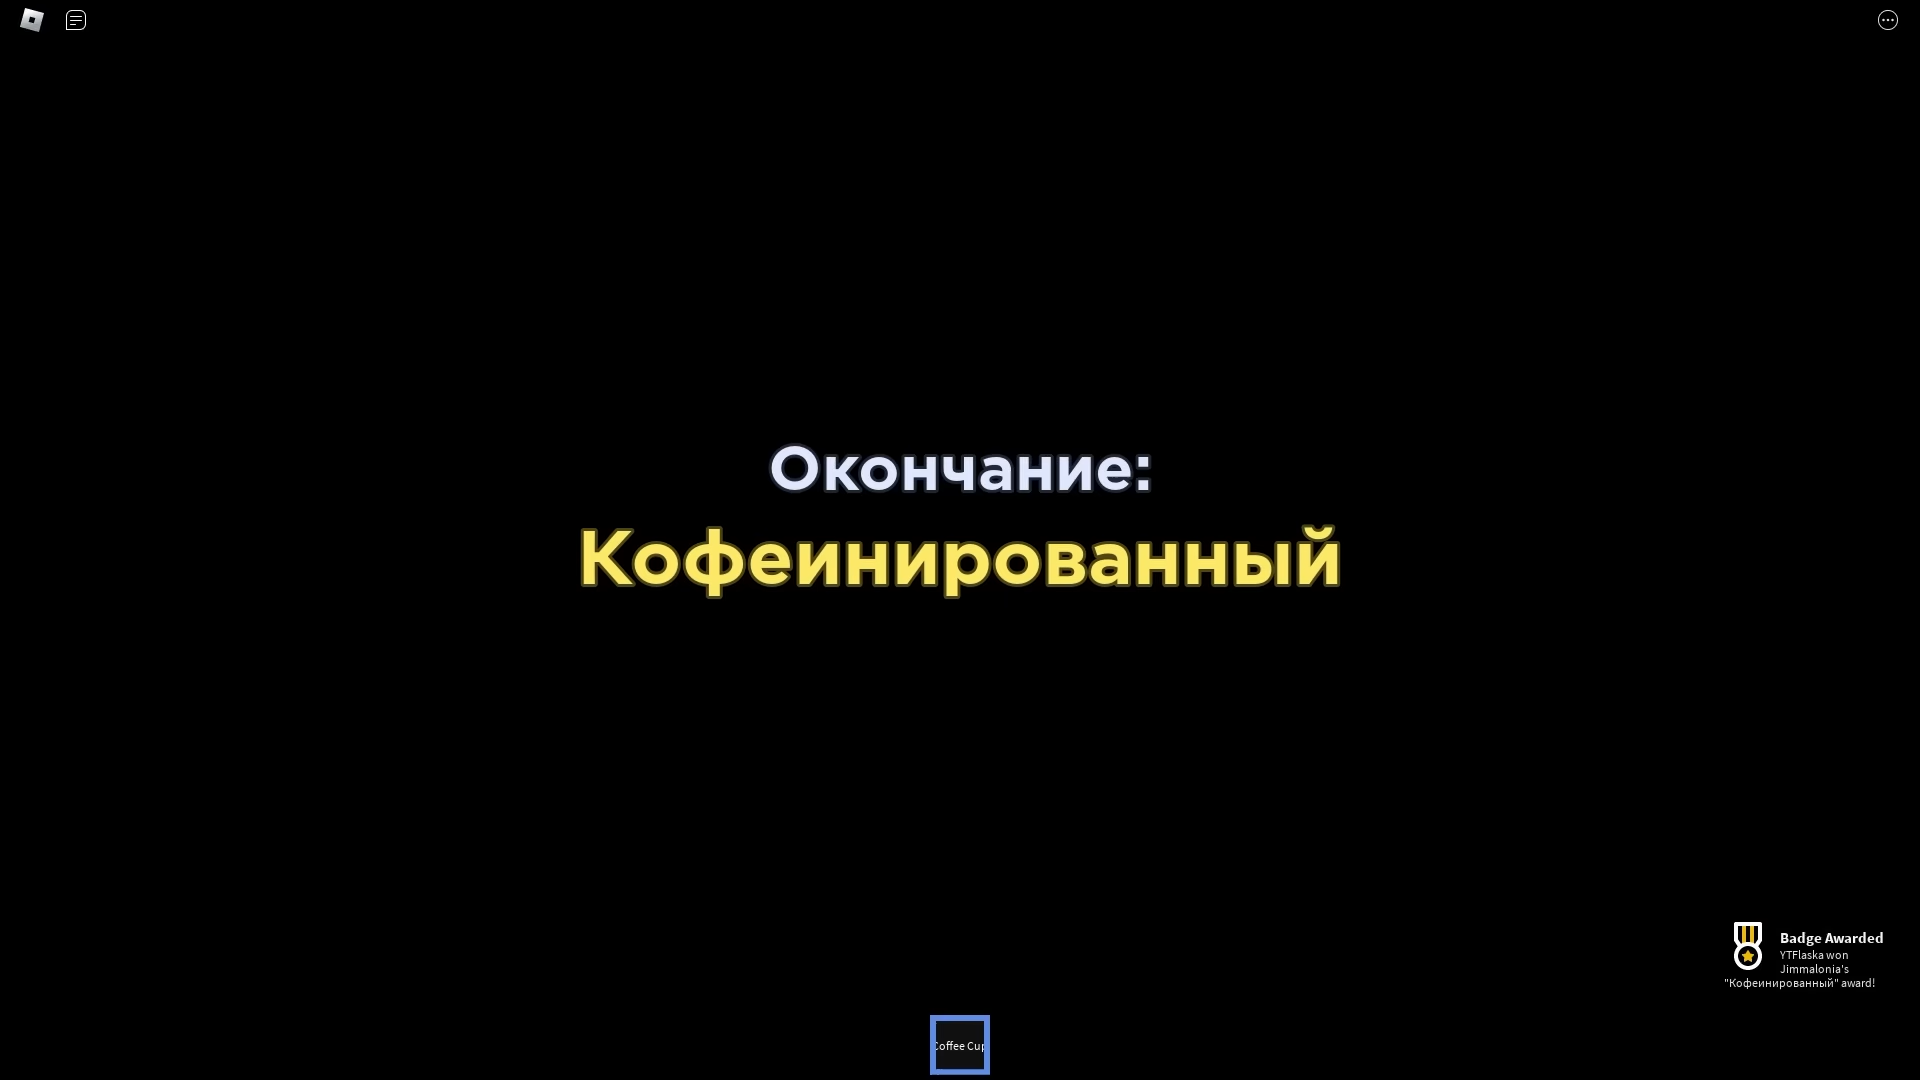 Окончание:
Кофеинированный
Badge Awarded
YTFlaska won
Jimmalonia's
"Кофеинированный" award!
Coffee Cup